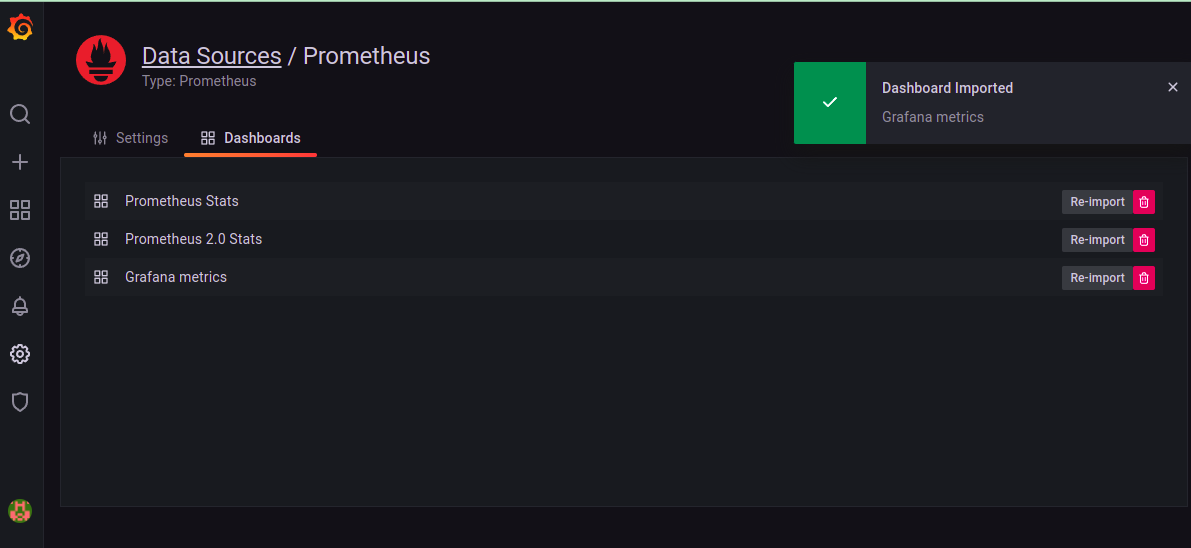 Data Sources / Prometheus
Type: Prometheus
Dashboard Imported
Grafana metrics
Settings
Dashboards
Prometheus Stats
Re-import
Prometheus 2.0 Stats
Re-import
Grafana metrics
Re-import